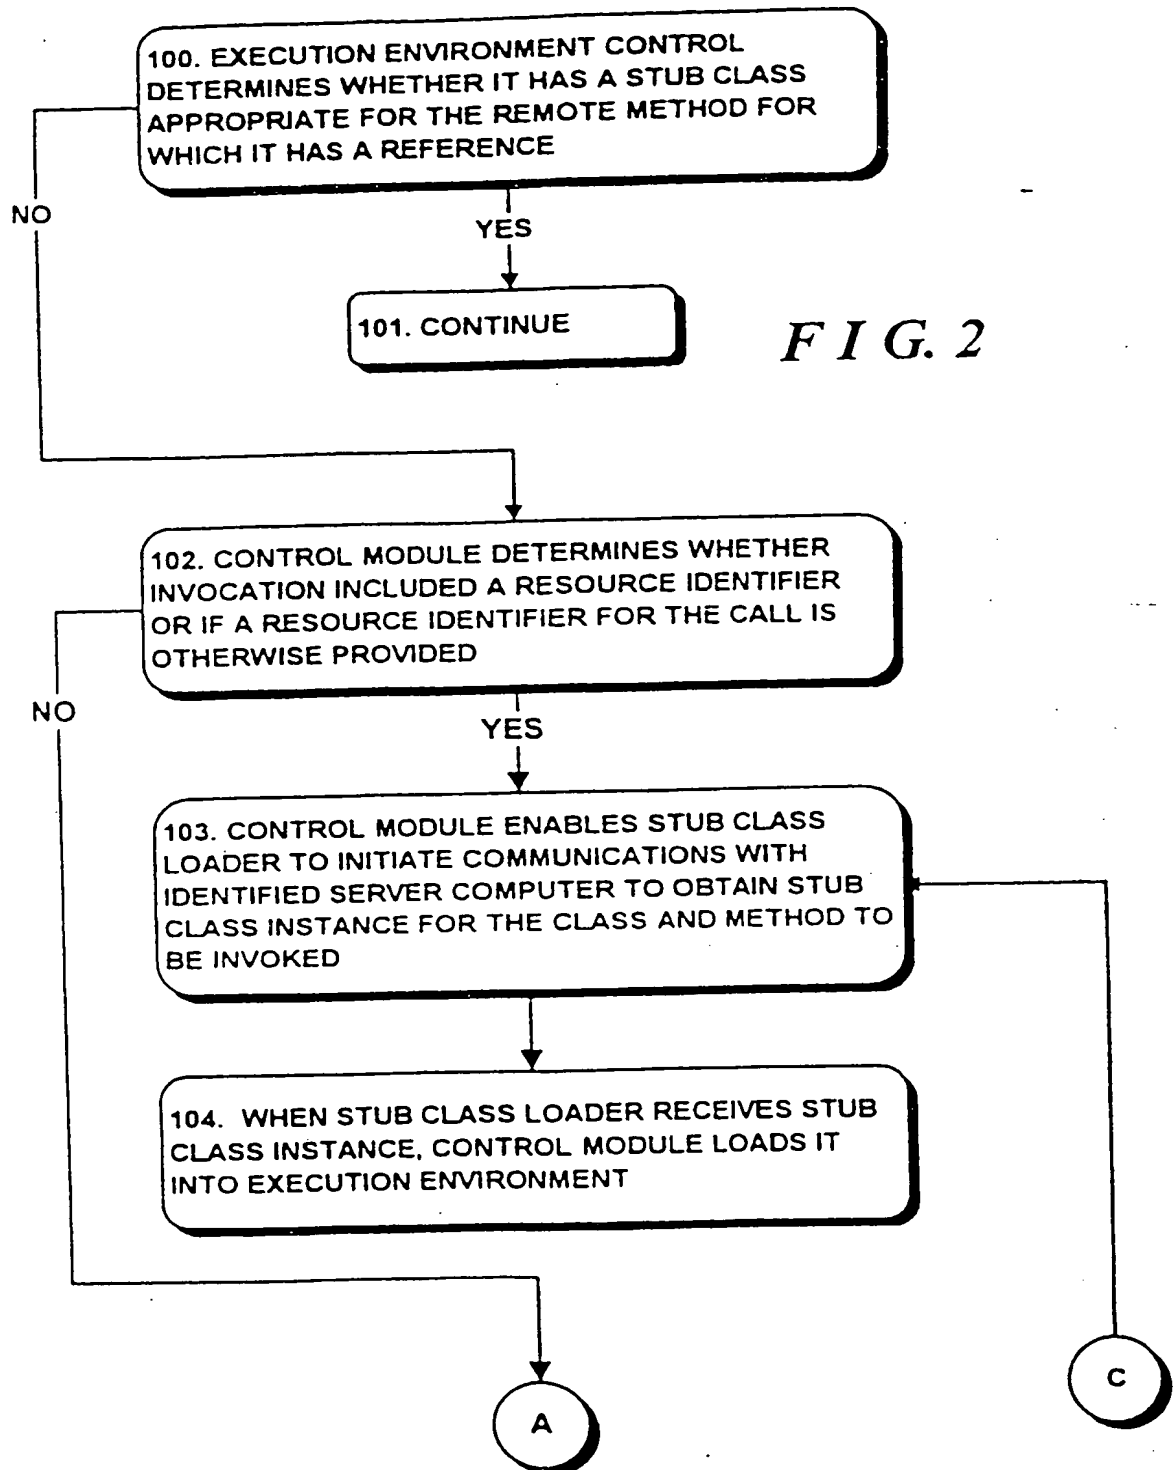 100. EXECUTION ENVIRONMENT CONTROL
DETERMINES WHETHER IT HAS A STUB CLASS
APPROPRIATE FOR THE REMOTE METHOD FOR
WHICH IT HAS A REFERENCE
NO
YES
101. CONTINUE
FIG. 2
102. CONTROL MODULE DETERMINES WHETHER
INVOCATION INCLUDED A RESOURCE IDENTIFIER
OR IF A RESOURCE IDENTIFIER FOR THE CALL IS
OTHERWISE PROVIDED
NO
YES
103. CONTROL MODULE ENABLES STUB CLASS
LOADER TO INITIATE COMMUNICATIONS WITH
IDENTIFIED SERVER COMPUTER TO OBTAIN STUB
CLASS INSTANCE FOR THE CLASS AND METHOD TO
BE INVOKED
104. WHEN STUB CLASS LOADER RECEIVES STUB
CLASS INSTANCE, CONTROL MODULE LOADS IT
INTO EXECUTION ENVIRONMENT
C
A